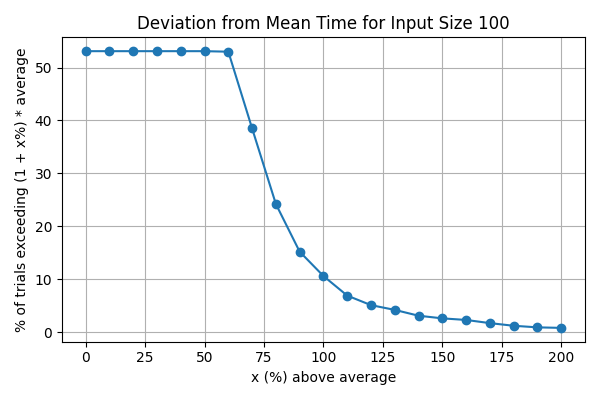 Deviation from Mean Time for Input Size 100
% of trials exceeding (1 + x%) * average
50
40
30
20
10
0
0 25 50 75 100 125 150 175 200
x (%) above average